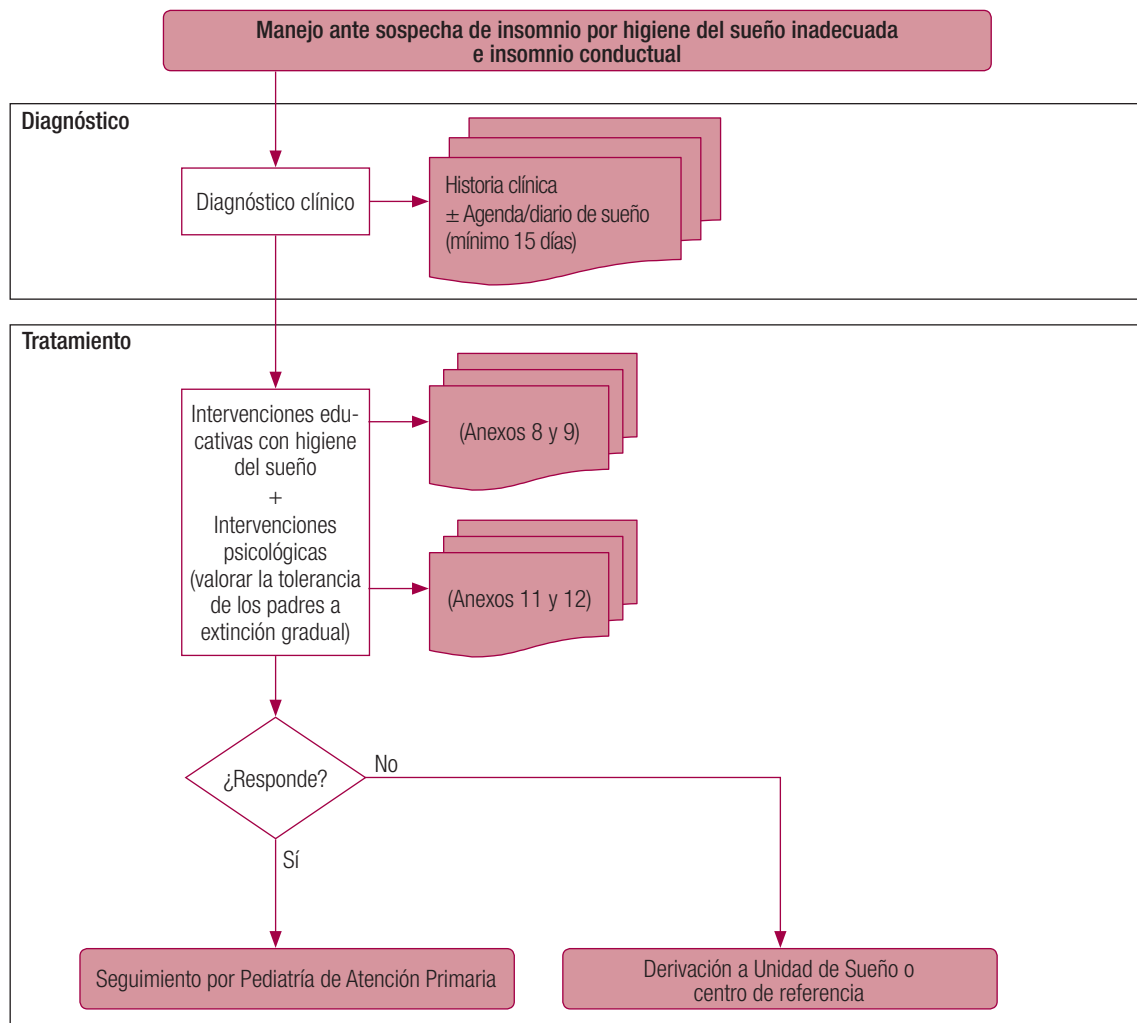 Manejo ante sospecha de insomnio por higiene del sueño inadecuada
e insomnio conductual
Diagnóstico
Diagnóstico clínico
Historia clínica
± Agenda/diario de sueño
(mínimo 15 días)
Tratamiento
Intervenciones edu-
cativas con higiene
del sueño
+
Intervenciones
psicológicas
(valorar la tolerancia
de los padres a
extinción gradual)
(Anexos 8 y 9)
(Anexos 11 y 12)
¿Responde?
No
Sí
Seguimiento por Pediatría de Atención Primaria
Derivación a Unidad de Sueño o
centro de referencia